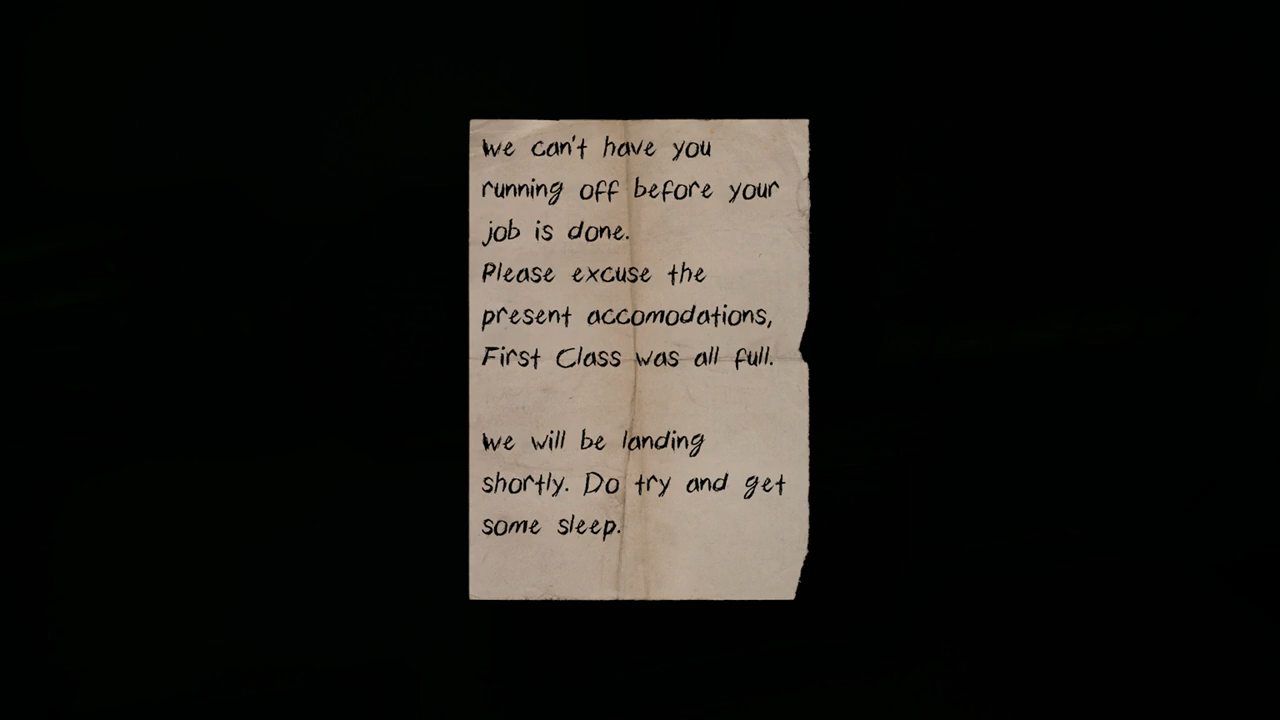 We can't have you
running off before your
job is done.
Please excuse the
present accomodations,
First Class was all full.
We will be landing
shortly. Do try and get
some sleep.